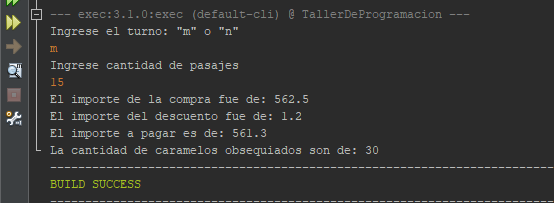 --- exec:3.1.0:exec (default-cli) @ TallerDeProgramacion ---
Ingrese el turno: "m" o "n"
m
Ingrese cantidad de pasajes
15
El importe de la compra fue de: 562.5
El importe del descuento fue de: 1.2
El importe a pagar es de: 561.3
La cantidad de caramelos obsequiados son de: 30
------------------------------------------------------------------------
BUILD SUCCESS
------------------------------------------------------------------------